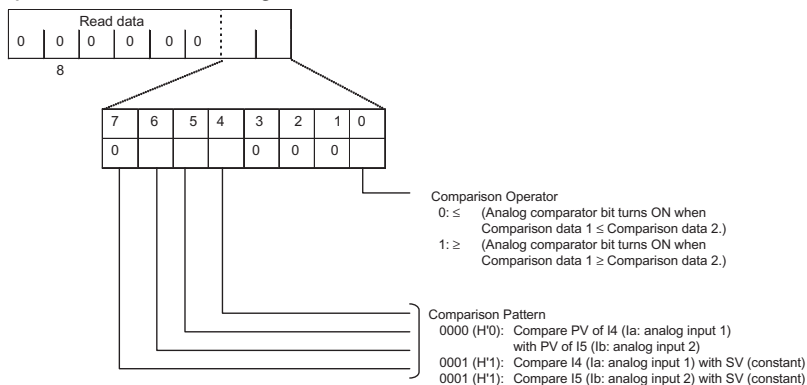 Read data
0 0 0 0 0 0
8
7 6 5 4 3 2 1 0
0 0 0 0
Comparison Operator
0: ≤ (Analog comparator bit turns ON when
Comparison data 1 ≤ Comparison data 2.)
1: ≥ (Analog comparator bit turns ON when
Comparison data 1 ≥ Comparison data 2.)
Comparison Pattern
0000 (H'0): Compare PV of I4 (Ia: analog input 1)
with PV of I5 (Ib: analog input 2)
0001 (H'1): Compare I4 (Ia: analog input 1) with SV (constant)
0001 (H'1): Compare I5 (Ib: analog input 2) with SV (constant)